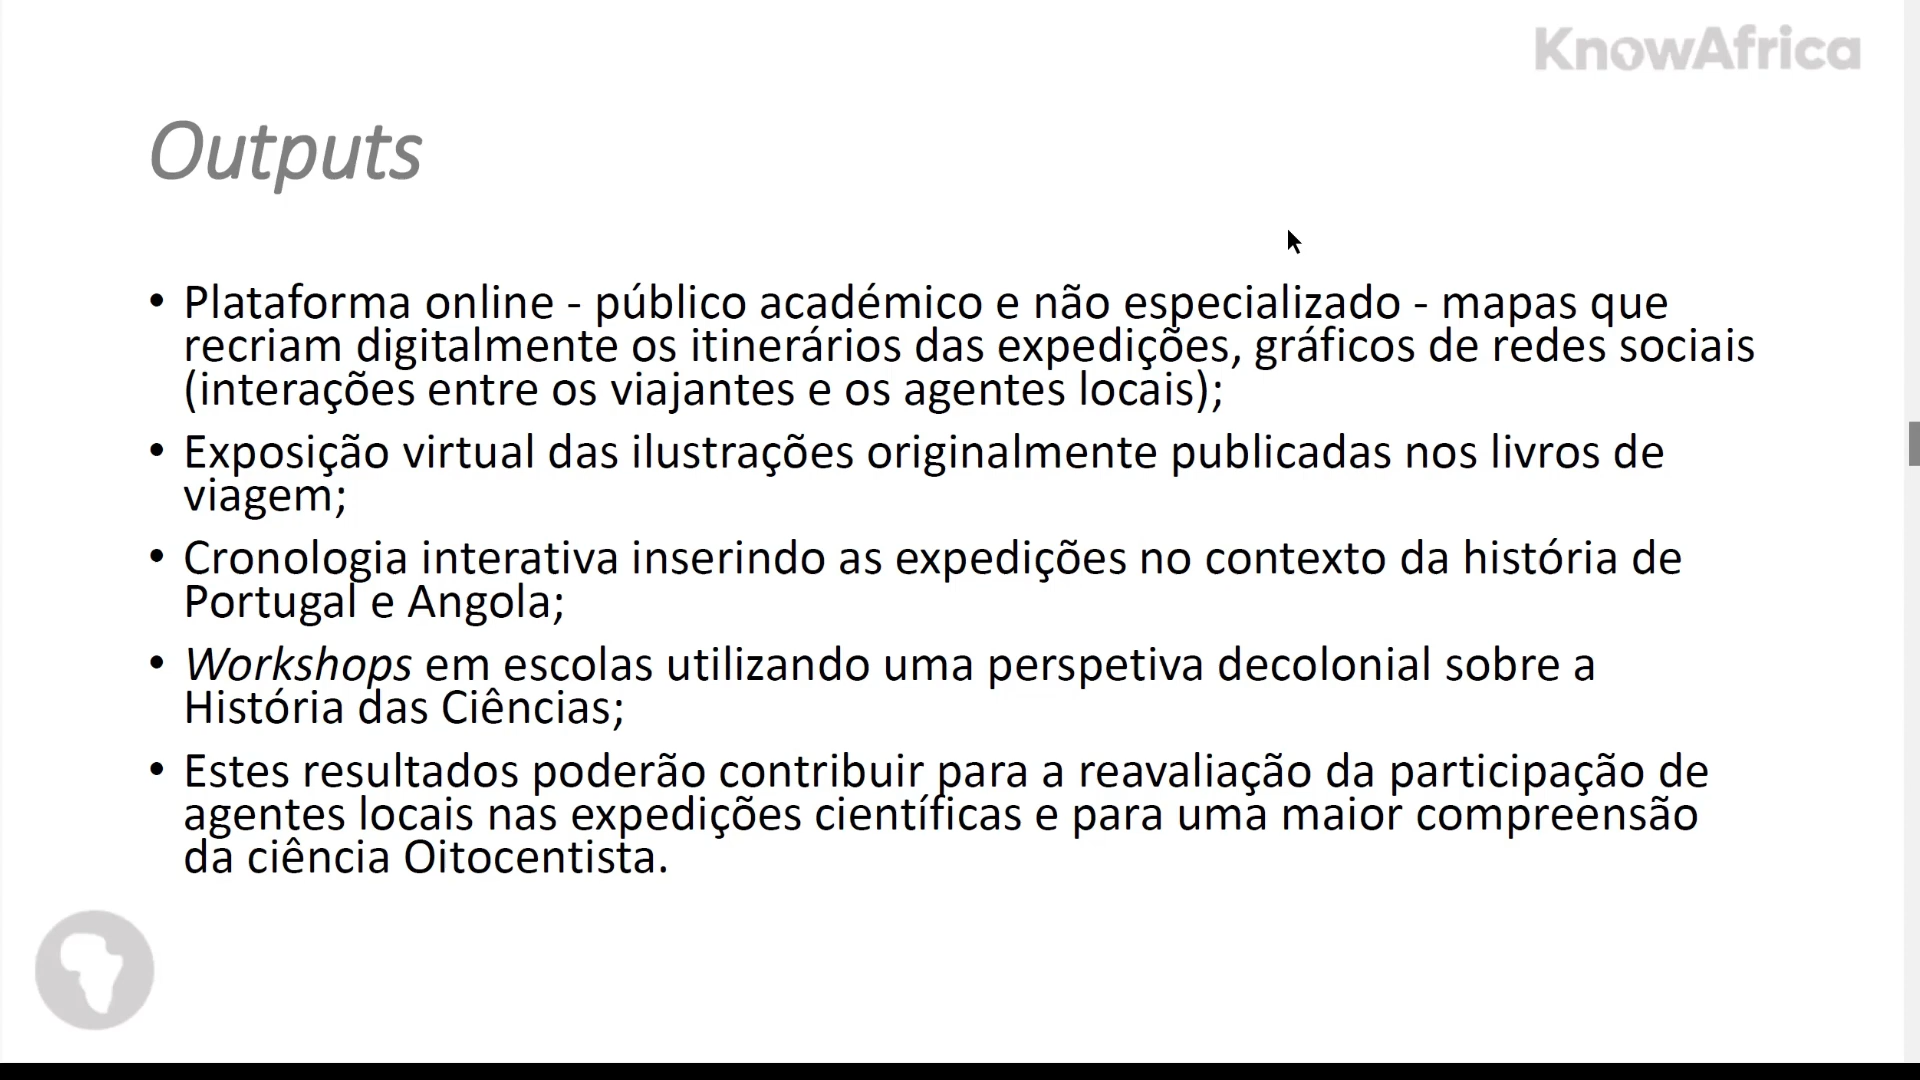 KnowAfrica
Outputs
• Plataforma online - público académico e não especializado - mapas que
recriam digitalmente os itinerários das expedições, gráficos de redes sociais
(interações entre os viajantes e os agentes locais);
• Exposição virtual das ilustrações originalmente publicadas nos livros de
viagem;
• Cronologia interativa inserindo as expedições no contexto da história de
Portugal e Angola;
• Workshops em escolas utilizando uma perspetiva decolonial sobre a
História das Ciências;
• Estes resultados poderão contribuir para a reavaliação da participação de
agentes locais nas expedições científicas e para uma maior compreensão
da ciência Oitocentista.